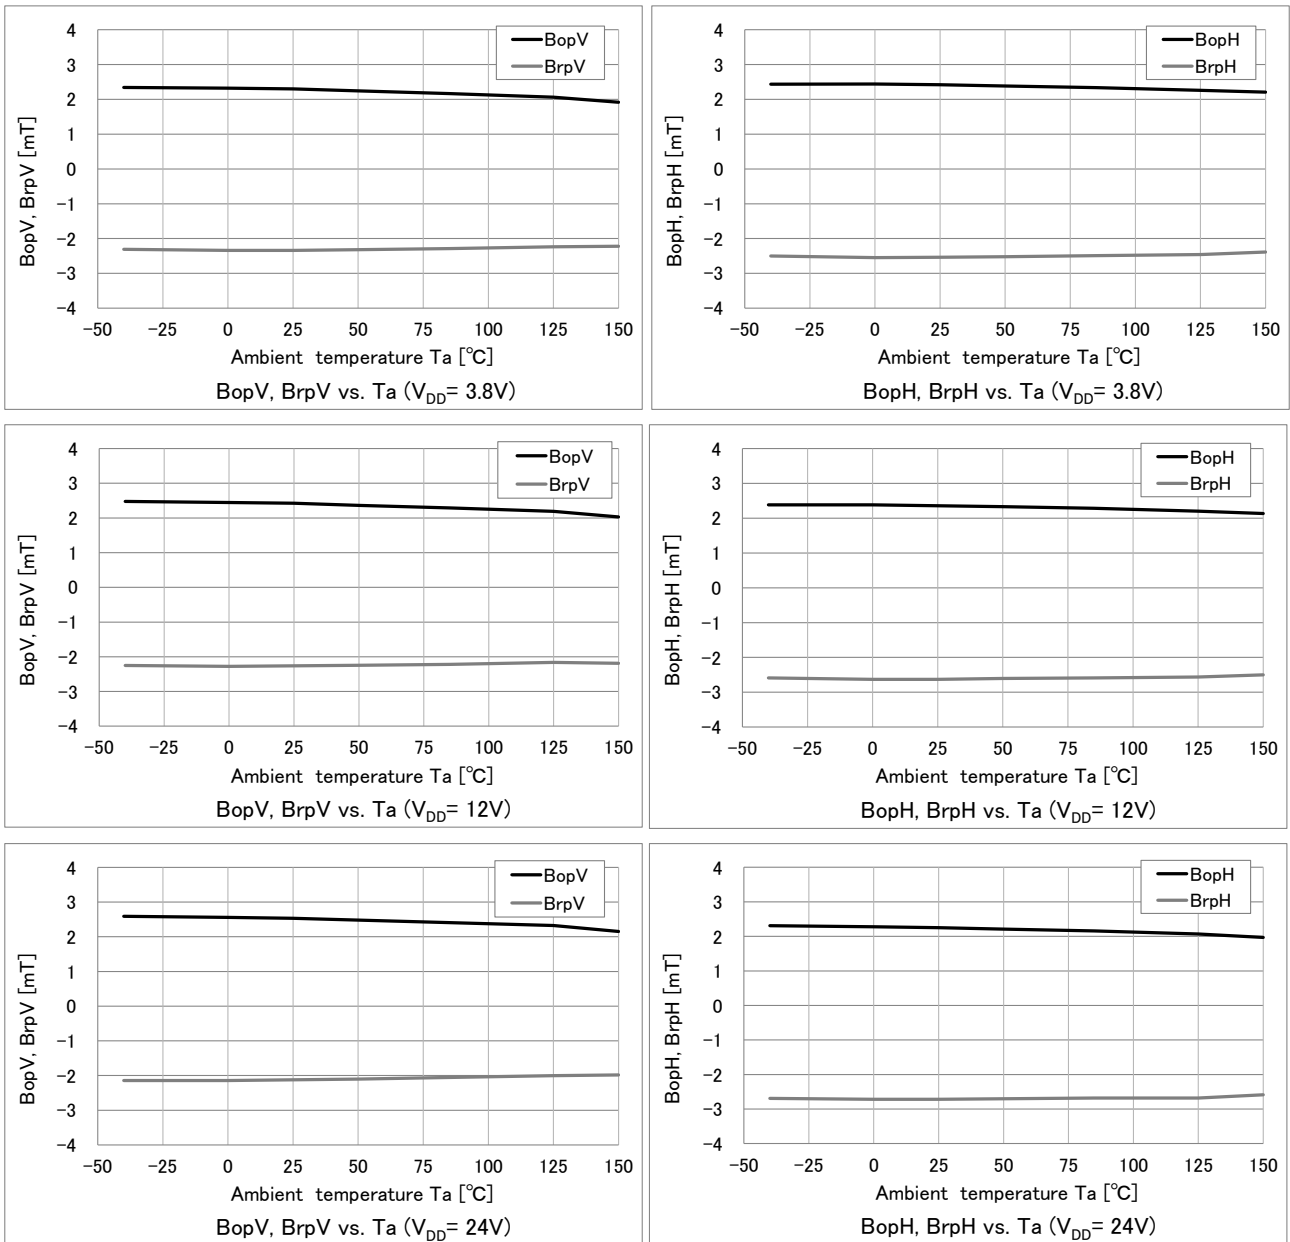 4
3
2
1
0
-1
-2
-3
-4
BopV, BrpV [mT]
BopV
BrpV
-50 -25 0 25 50 75 100 125 150
Ambient temperature Ta [℃]
BopV, BrpV vs. Ta (VDD= 3.8V)
4
3
2
1
0
-1
-2
-3
-4
BopH, BrpH [mT]
BopH
BrpH
-50 -25 0 25 50 75 100 125 150
Ambient temperature Ta [℃]
BopH, BrpH vs. Ta (VDD= 3.8V)
4
3
2
1
0
-1
-2
-3
-4
BopV, BrpV [mT]
BopV
BrpV
-50 -25 0 25 50 75 100 125 150
Ambient temperature Ta [℃]
BopV, BrpV vs. Ta (VDD= 12V)
4
3
2
1
0
-1
-2
-3
-4
BopH, BrpH [mT]
BopH
BrpH
-50 -25 0 25 50 75 100 125 150
Ambient temperature Ta [℃]
BopH, BrpH vs. Ta (VDD= 12V)
4
3
2
1
0
-1
-2
-3
-4
BopV, BrpV [mT]
BopV
BrpV
-50 -25 0 25 50 75 100 125 150
Ambient temperature Ta [℃]
BopV, BrpV vs. Ta (VDD= 24V)
4
3
2
1
0
-1
-2
-3
-4
BopH, BrpH [mT]
BopH
BrpH
-50 -25 0 25 50 75 100 125 150
Ambient temperature Ta [℃]
BopH, BrpH vs. Ta (VDD= 24V)